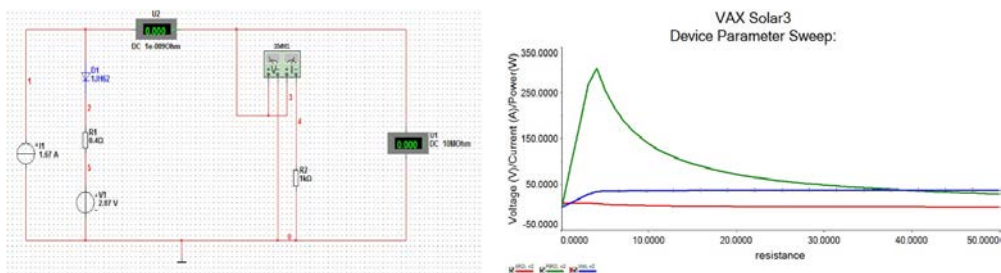 U2
0.000
DC 1e-009Ohm
XWM1
D1
1JH62
1
2
3
4
R1
0.4Ω
5
I1
1.67 A
V1
2.07 V
R2
1kΩ
0
U1
0.000
DC 10MOhm
VAX Solar3
Device Parameter Sweep:
Voltage (V)/Current (A)/Power(W)
350.0000
250.0000
150.0000
50.0000
-50.0000
0.0000
10.0000
20.0000
30.0000
40.0000
50.0000
resistance